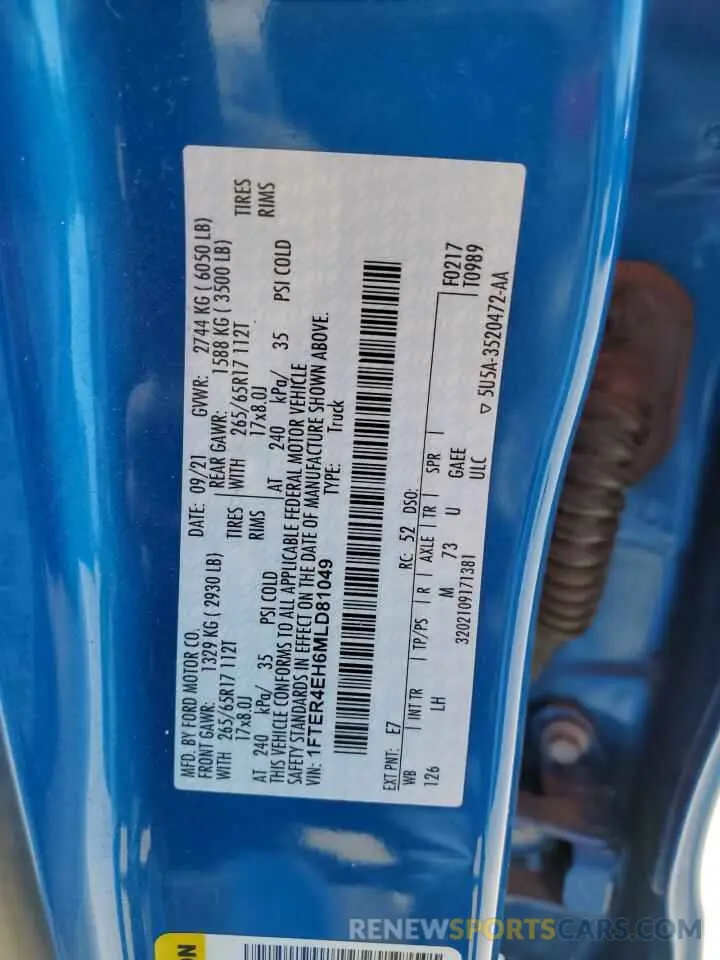 MFD. BY FORD MOTOR CO.
DATE: 09/21
GVWR: 2744 KG ( 6050 LB)
FRONT GAWR: 1329 KG ( 2930 LB)
REAR GAWR: 1588 KG ( 3500 LB)
WITH 265/65R17 112T TIRES
WITH 265/65R17 112T TIRES
17x8.0J RIMS
17x8.0J RIMS
AT 240 kPa/ 35 PSI COLD
AT 240 kPa/ 35 PSI COLD
THIS VEHICLE CONFORMS TO ALL APPLICABLE FEDERAL MOTOR VEHICLE
SAFETY STANDARDS IN EFFECT ON THE DATE OF MANUFACTURE SHOWN ABOVE.
VIN: 1FTER4EH6MLD81049
TYPE: Truck
EXT PNT: E7 RC: 52 DSO:
F0217
WB INT TR TP/PS R AXLE TR SPR
T0989
126 LH M 73 U GAEE
3202109171381 ULC
▽ 5U5A-3520472-AA
ON
RENEWSPORTSCARS.COM